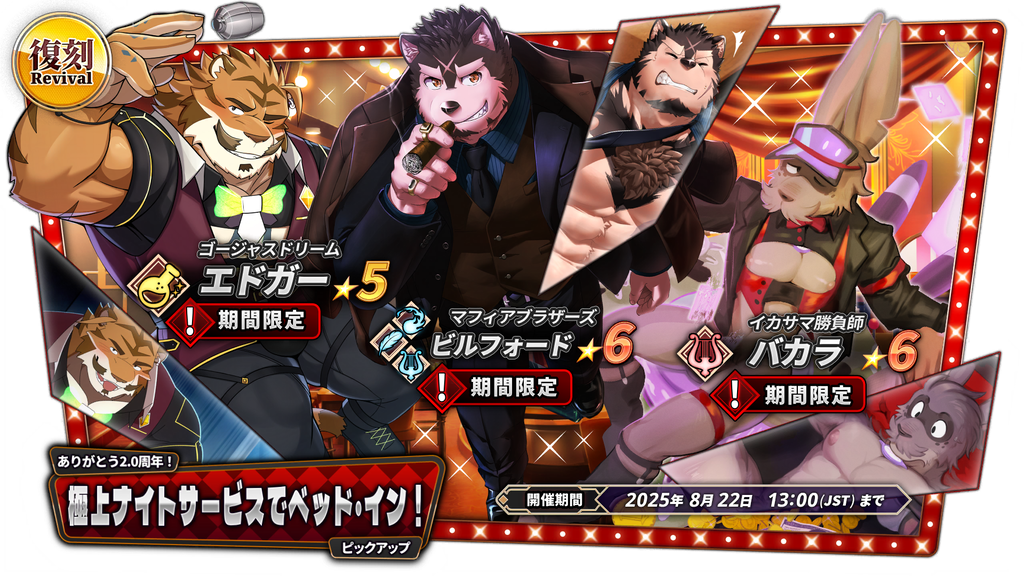 復刻
Revival
ゴージャスドリーム
エドガー
★5
! 期間限定
マフィアブラザーズ
ビルフォード
★6
! 期間限定
イカサマ勝負師
バカラ
★6
! 期間限定
ありがとう2.0周年!
極上ナイトサービスでベッド・イン!
ピックアップ
開催期間 2025年 8月 22日 13:00(JST) まで